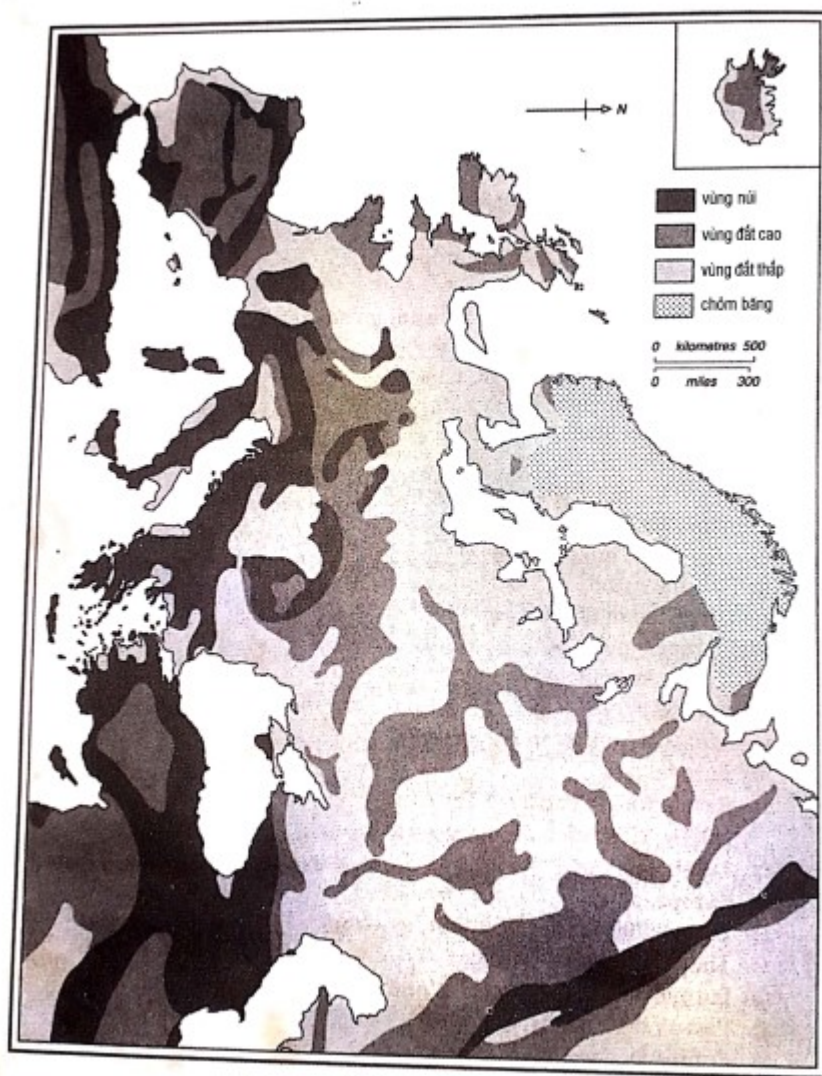 N
vùng núi
vùng đất cao
vùng đất thấp
chỏm băng
0 kilometres 500
0 miles 300